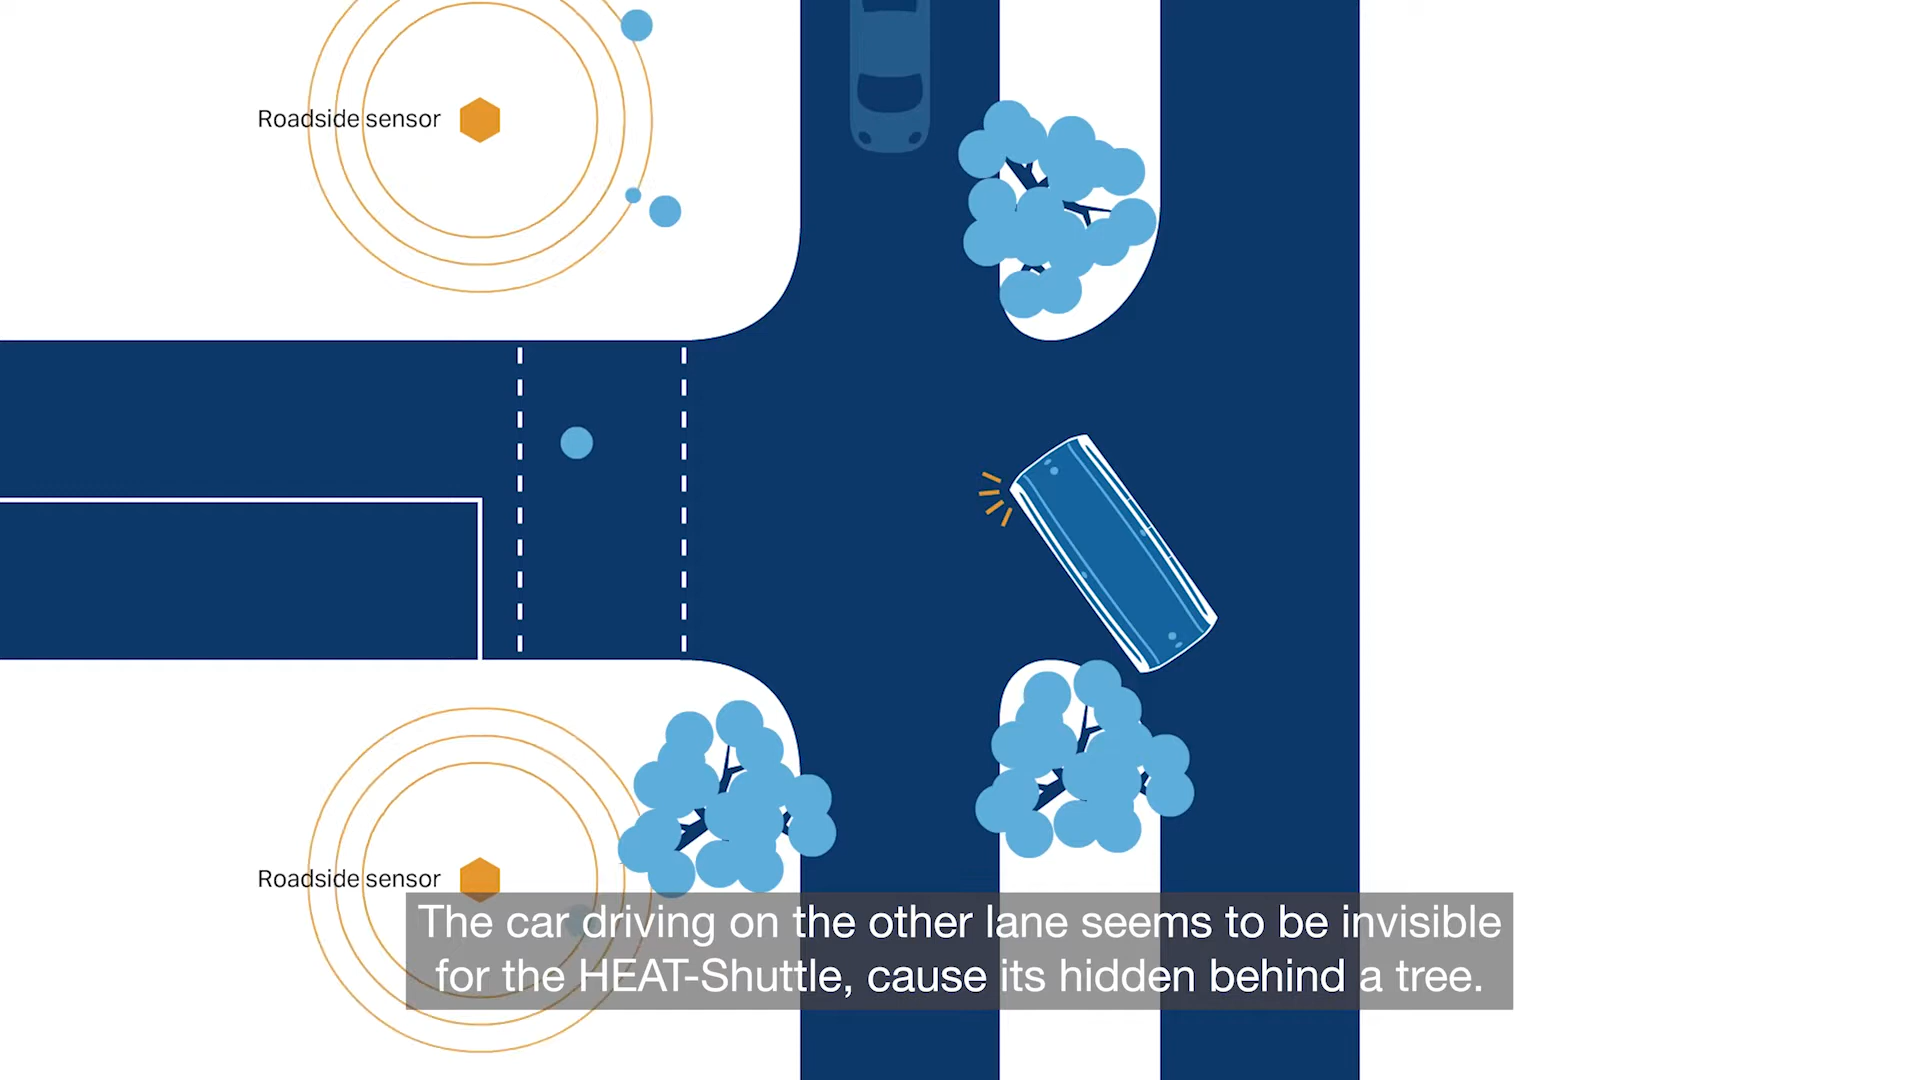 Roadside sensor
Roadside sensor
The car driving on the other lane seems to be invisible
for the HEAT-Shuttle, cause its hidden behind a tree.